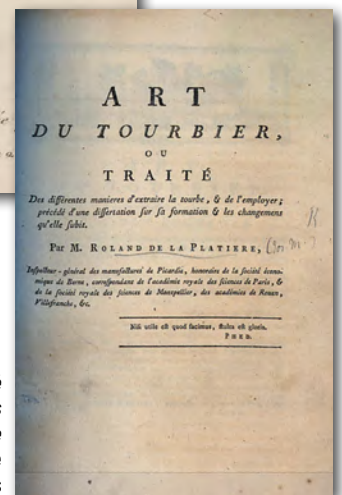 ART
DU TOURBIER,
OU
TRAITÉ
Des différentes manieres d'extraire la tourbe, & de l'employer;
précédé d'une dissertation sur sa formation & les changemens
qu'elle subit.
Par M. ROLAND DE LA PLATIERE,
Inspecteur-général des manufactures de Picardie, honoraire de la société écono-
mique de Berne, correspondant de l'académie royale des sciences de Paris, &
de la société royale des sciences de Montpellier, des académies de Rouen,
Villefranche, &c.
Nisi utile est quod facimus, stulta est gloria.
PHED.